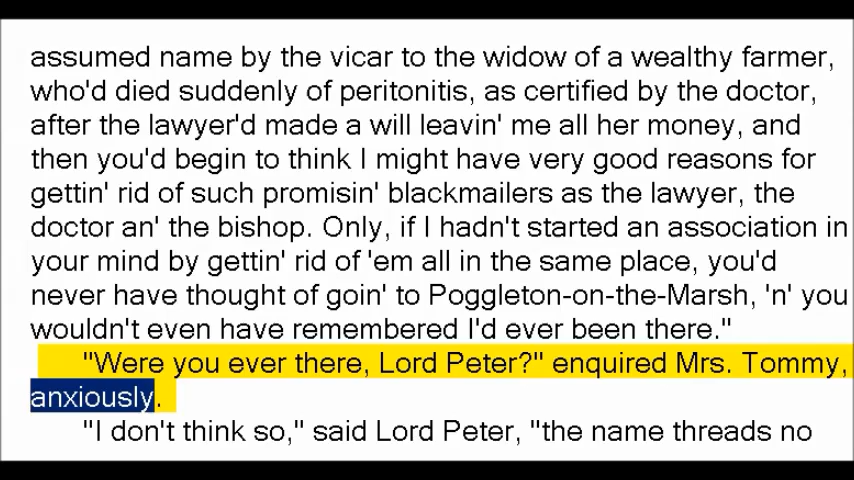 assumed name by the vicar to the widow of a wealthy farmer,
who'd died suddenly of peritonitis, as certified by the doctor,
after the lawyer'd made a will leavin' me all her money, and
then you'd begin to think I might have very good reasons for
gettin' rid of such promisin' blackmailers as the lawyer, the
doctor an' the bishop. Only, if I hadn't started an association in
your mind by gettin' rid of 'em all in the same place, you'd
never have thought of goin' to Poggleton-on-the-Marsh, 'n' you
wouldn't even have remembered I'd ever been there."
"Were you ever there, Lord Peter?" enquired Mrs. Tommy,
anxiously.
"I don't think so," said Lord Peter, "the name threads no